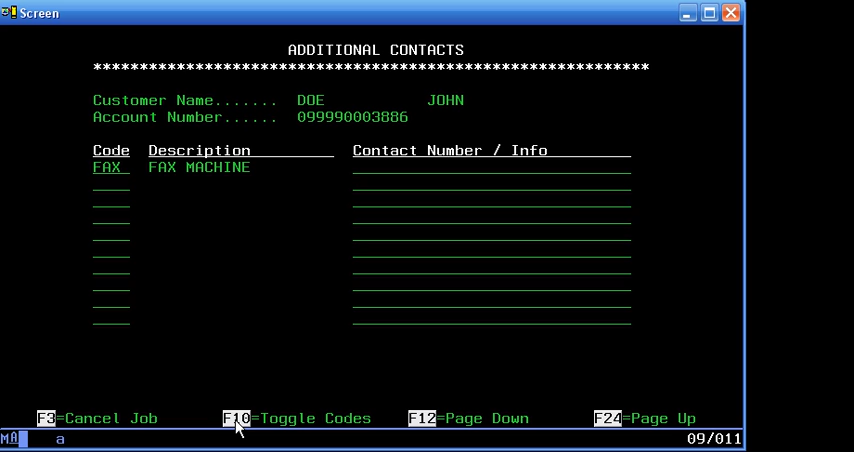 Screen
ADDITIONAL CONTACTS
************************************************************
Customer Name....... DOE JOHN
Account Number...... 099990003886
Code Description Contact Number / Info
FAX FAX MACHINE
F3=Cancel Job F10=Toggle Codes F12=Page Down F24=Page Up
MA a 09/011